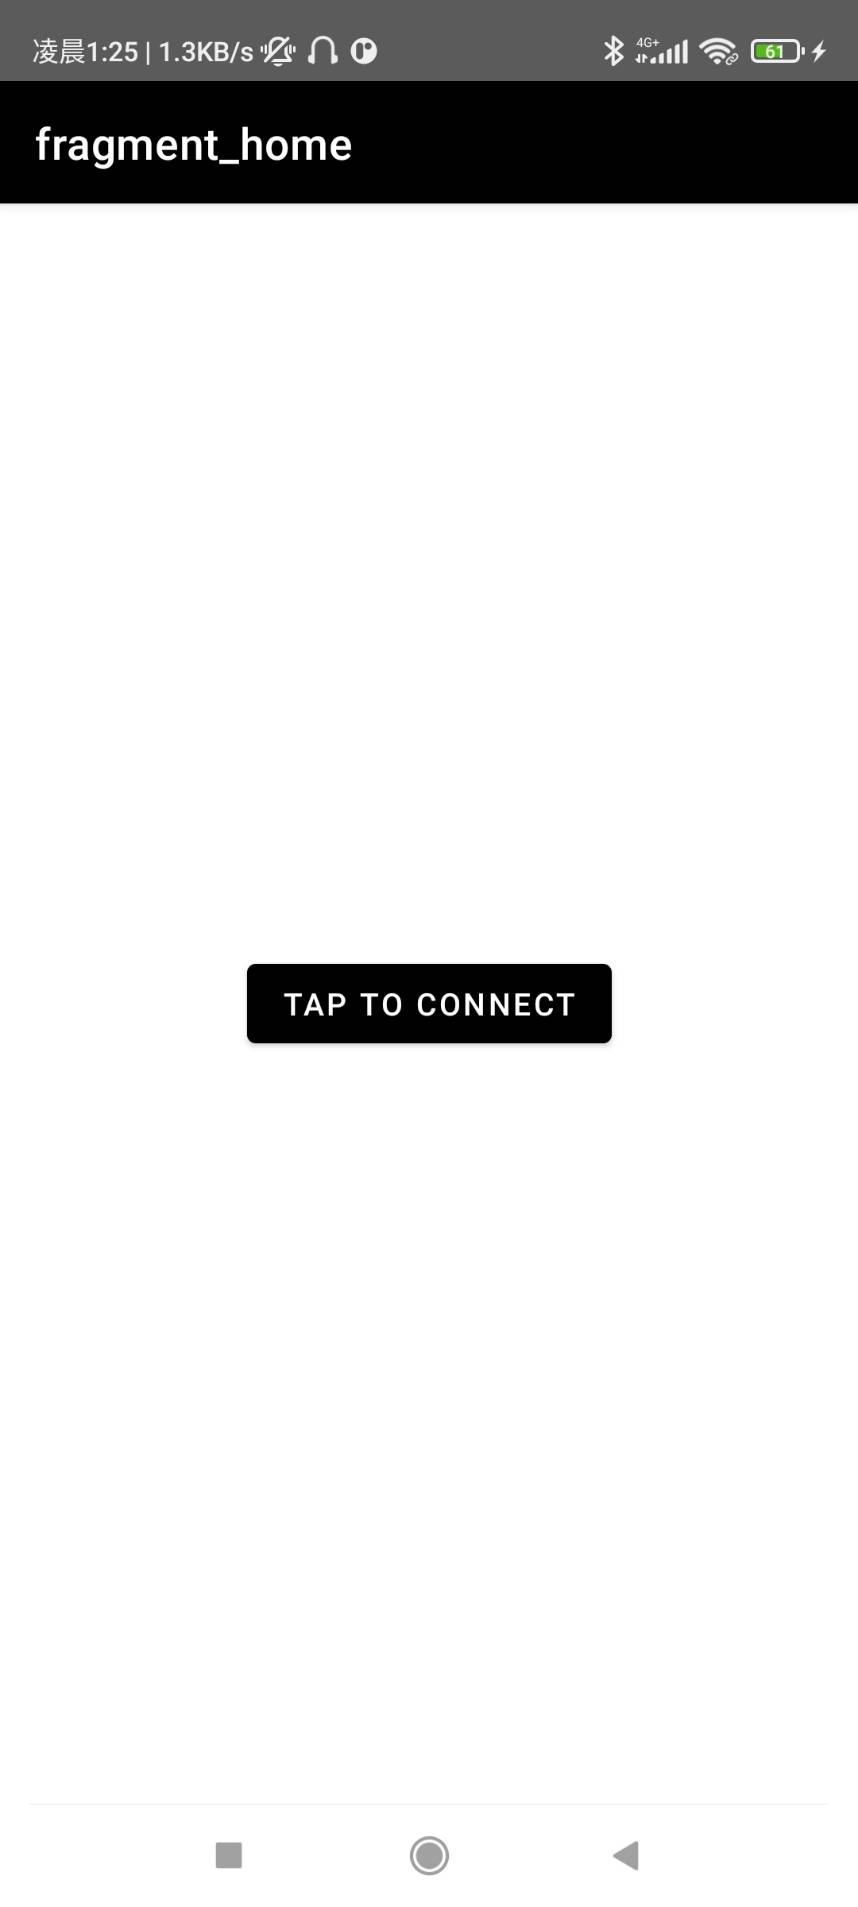 凌晨1:25 | 1.3KB/s 4G+ 61
fragment_home
TAP TO CONNECT